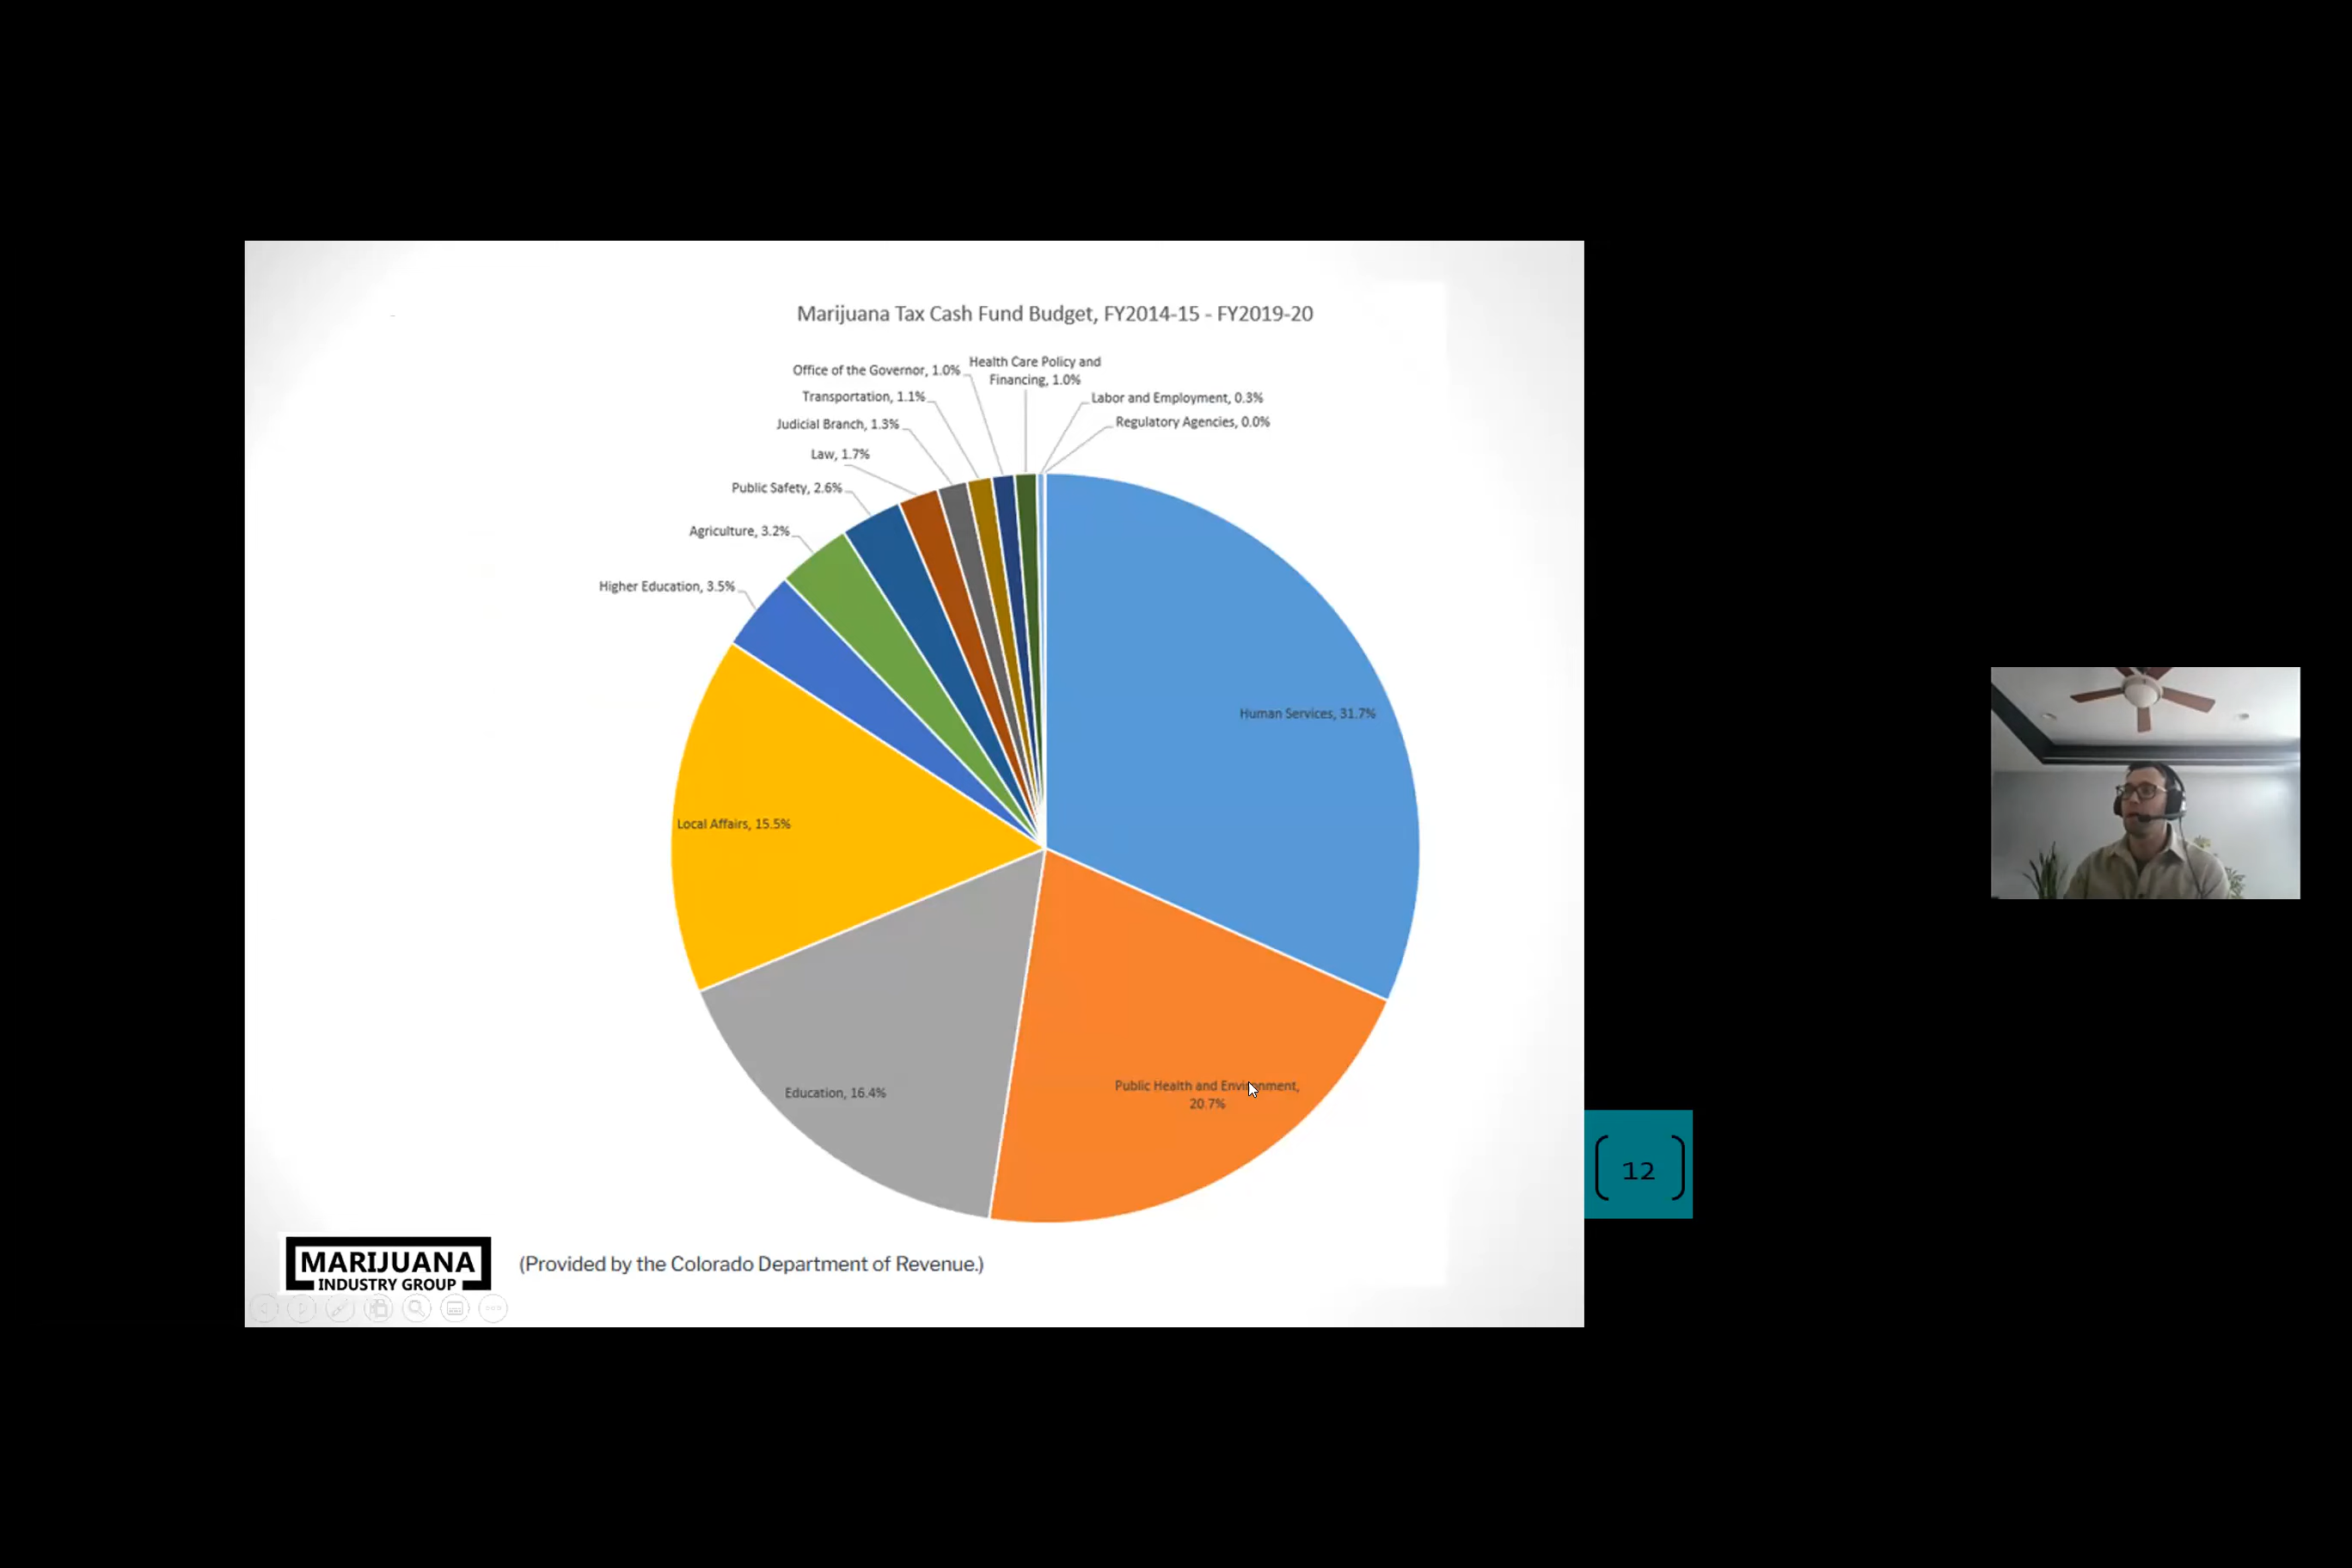 Marijuana Tax Cash Fund Budget, FY2014-15 - FY2019-20
Office of the Governor, 1.0%
Health Care Policy and
Financing, 1.0%
Transportation, 1.1%
Labor and Employment, 0.3%
Judicial Branch, 1.3%
Regulatory Agencies, 0.0%
Law, 1.7%
Public Safety, 2.6%
Agriculture, 3.2%
Higher Education, 3.5%
Human Services, 31.7%
Local Affairs, 15.5%
Education, 16.4%
Public Health and Environment,
20.7%
12
MARIJUANA
INDUSTRY GROUP
(Provided by the Colorado Department of Revenue.)